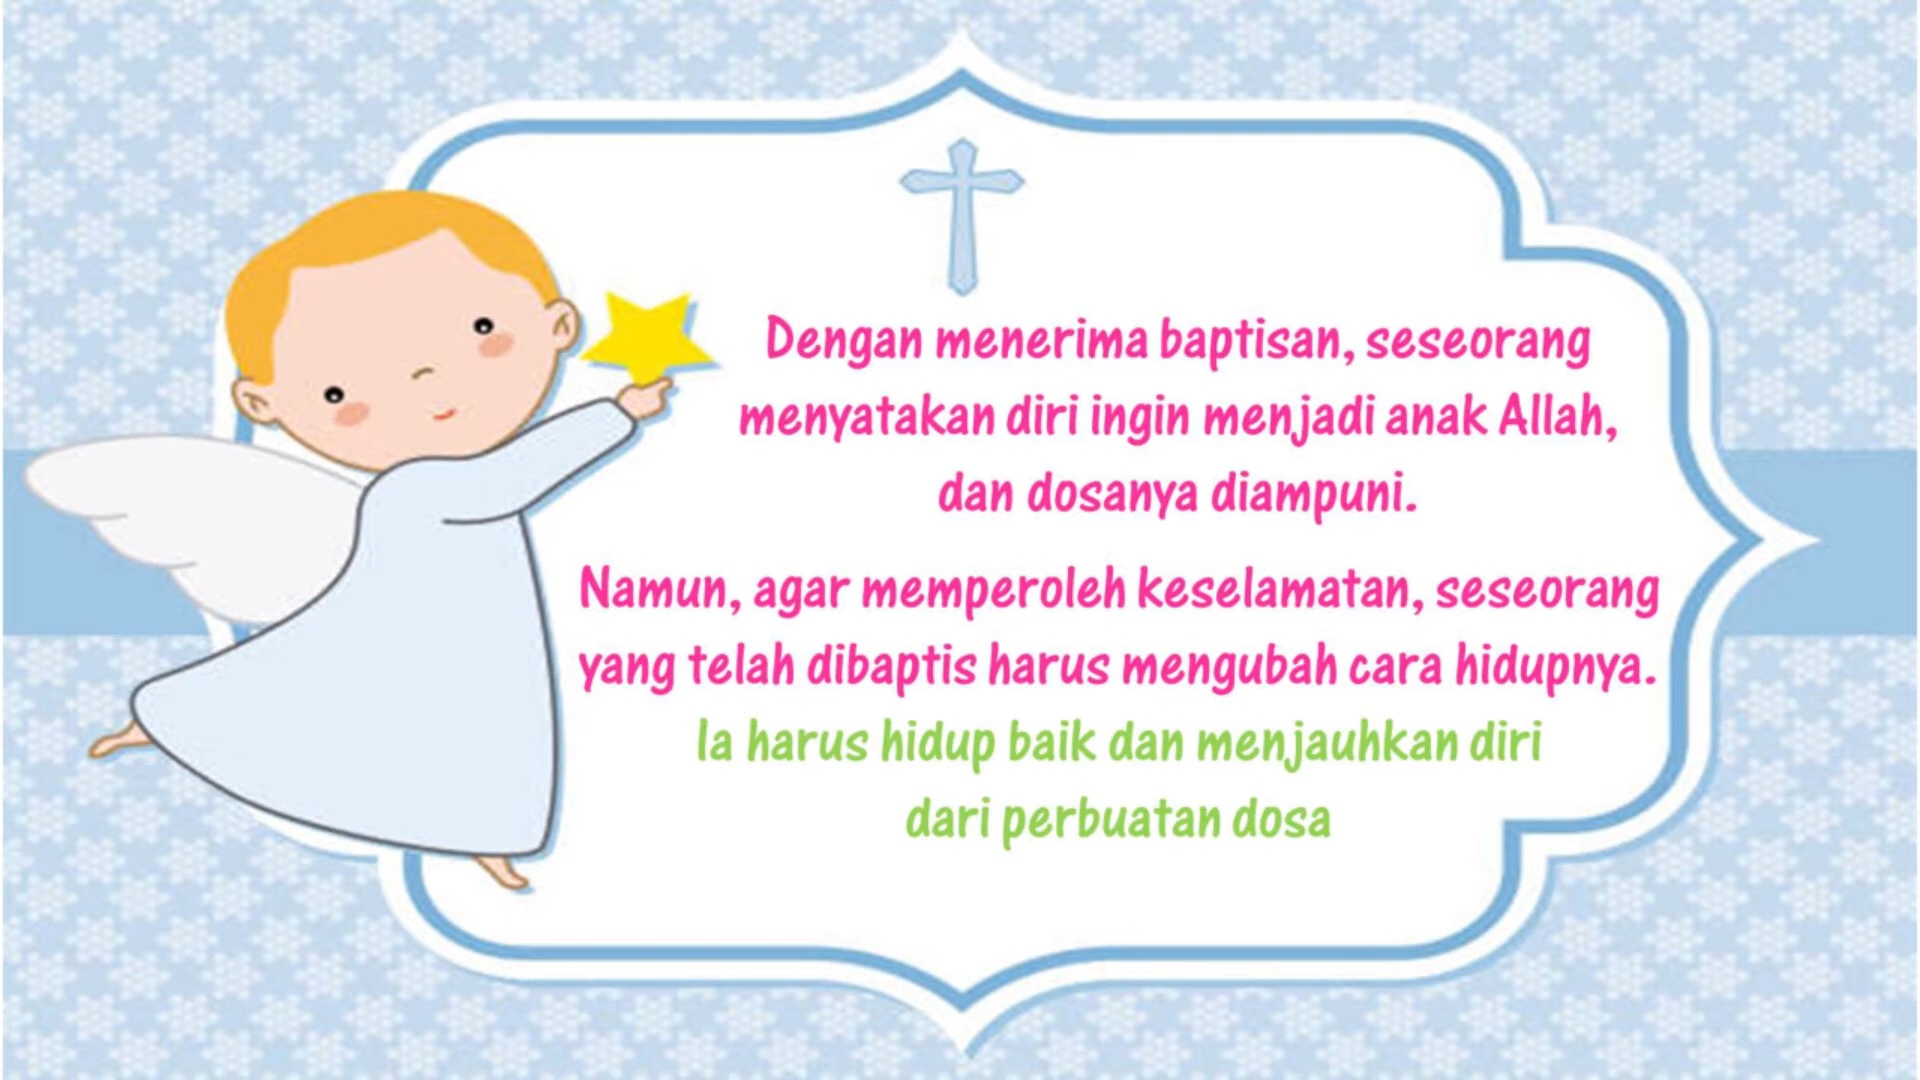 Dengan menerima baptisan, seseorang
menyatakan diri ingin menjadi anak Allah,
dan dosanya diampuni.
Namun, agar memperoleh keselamatan, seseorang
yang telah dibaptis harus mengubah cara hidupnya.
Ia harus hidup baik dan menjauhkan diri
dari perbuatan dosa